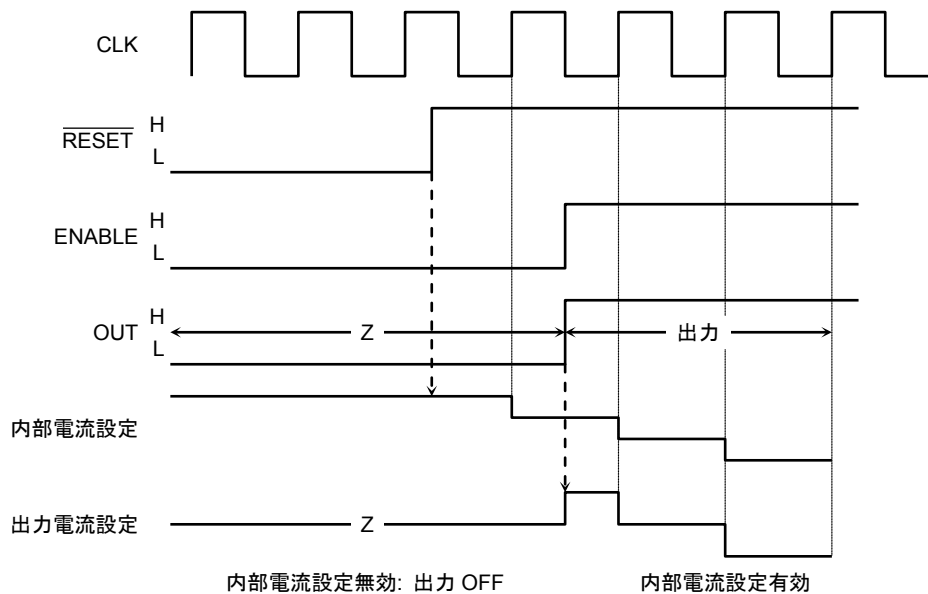 CLK
RESET
H
L
ENABLE
H
L
OUT
H
L
Z
出力
内部電流設定
出力電流設定
Z
内部電流設定無効: 出力 OFF
内部電流設定有効